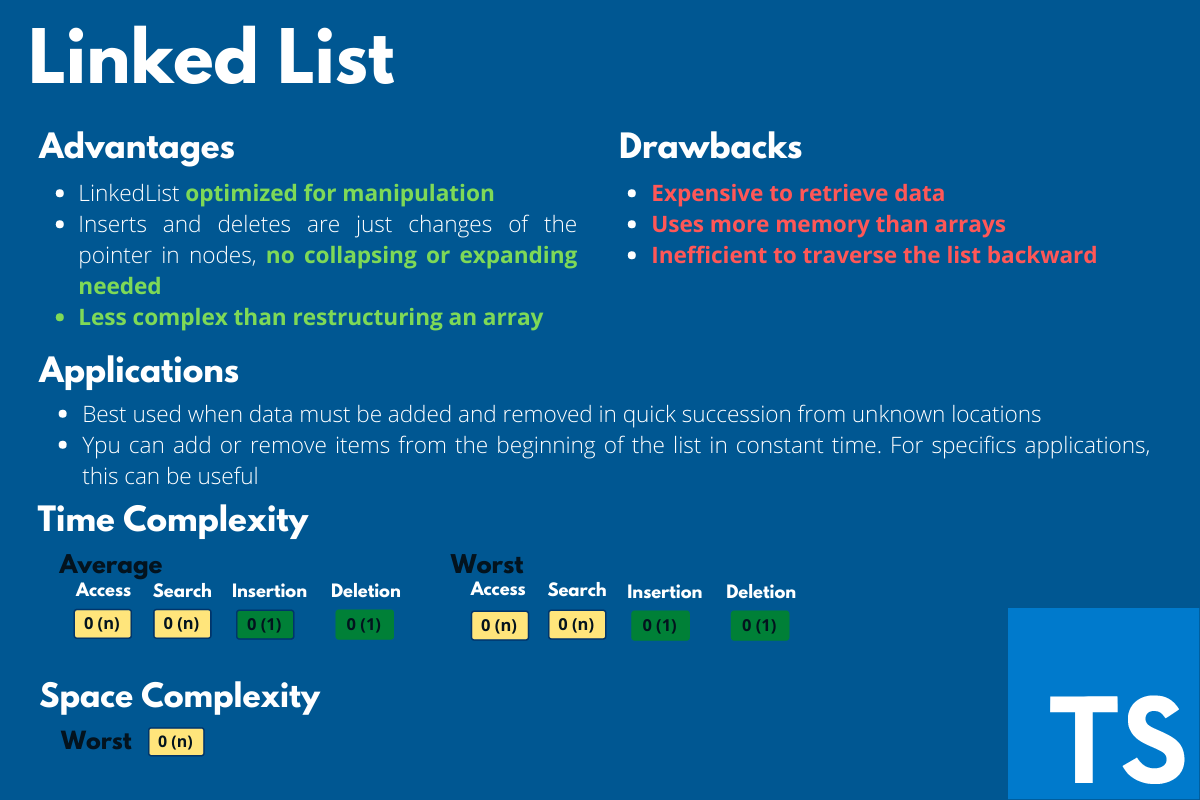 Linked List
Advantages
LinkedList optimized for manipulation
Inserts and deletes are just changes of the
pointer in nodes, no collapsing or expanding
needed
Less complex than restructuring an array
Drawbacks
Expensive to retrieve data
Uses more memory than arrays
Inefficient to traverse the list backward
Applications
Best used when data must be added and removed in quick succession from unknown locations
Ypu can add or remove items from the beginning of the list in constant time. For specifics applications,
this can be useful
Time Complexity
Average
Access Search Insertion Deletion
0 (n) 0 (n) 0 (1) 0 (1)
Worst
Access Search Insertion Deletion
0 (n) 0 (n) 0 (1) 0 (1)
Space Complexity
Worst 0 (n)
TS